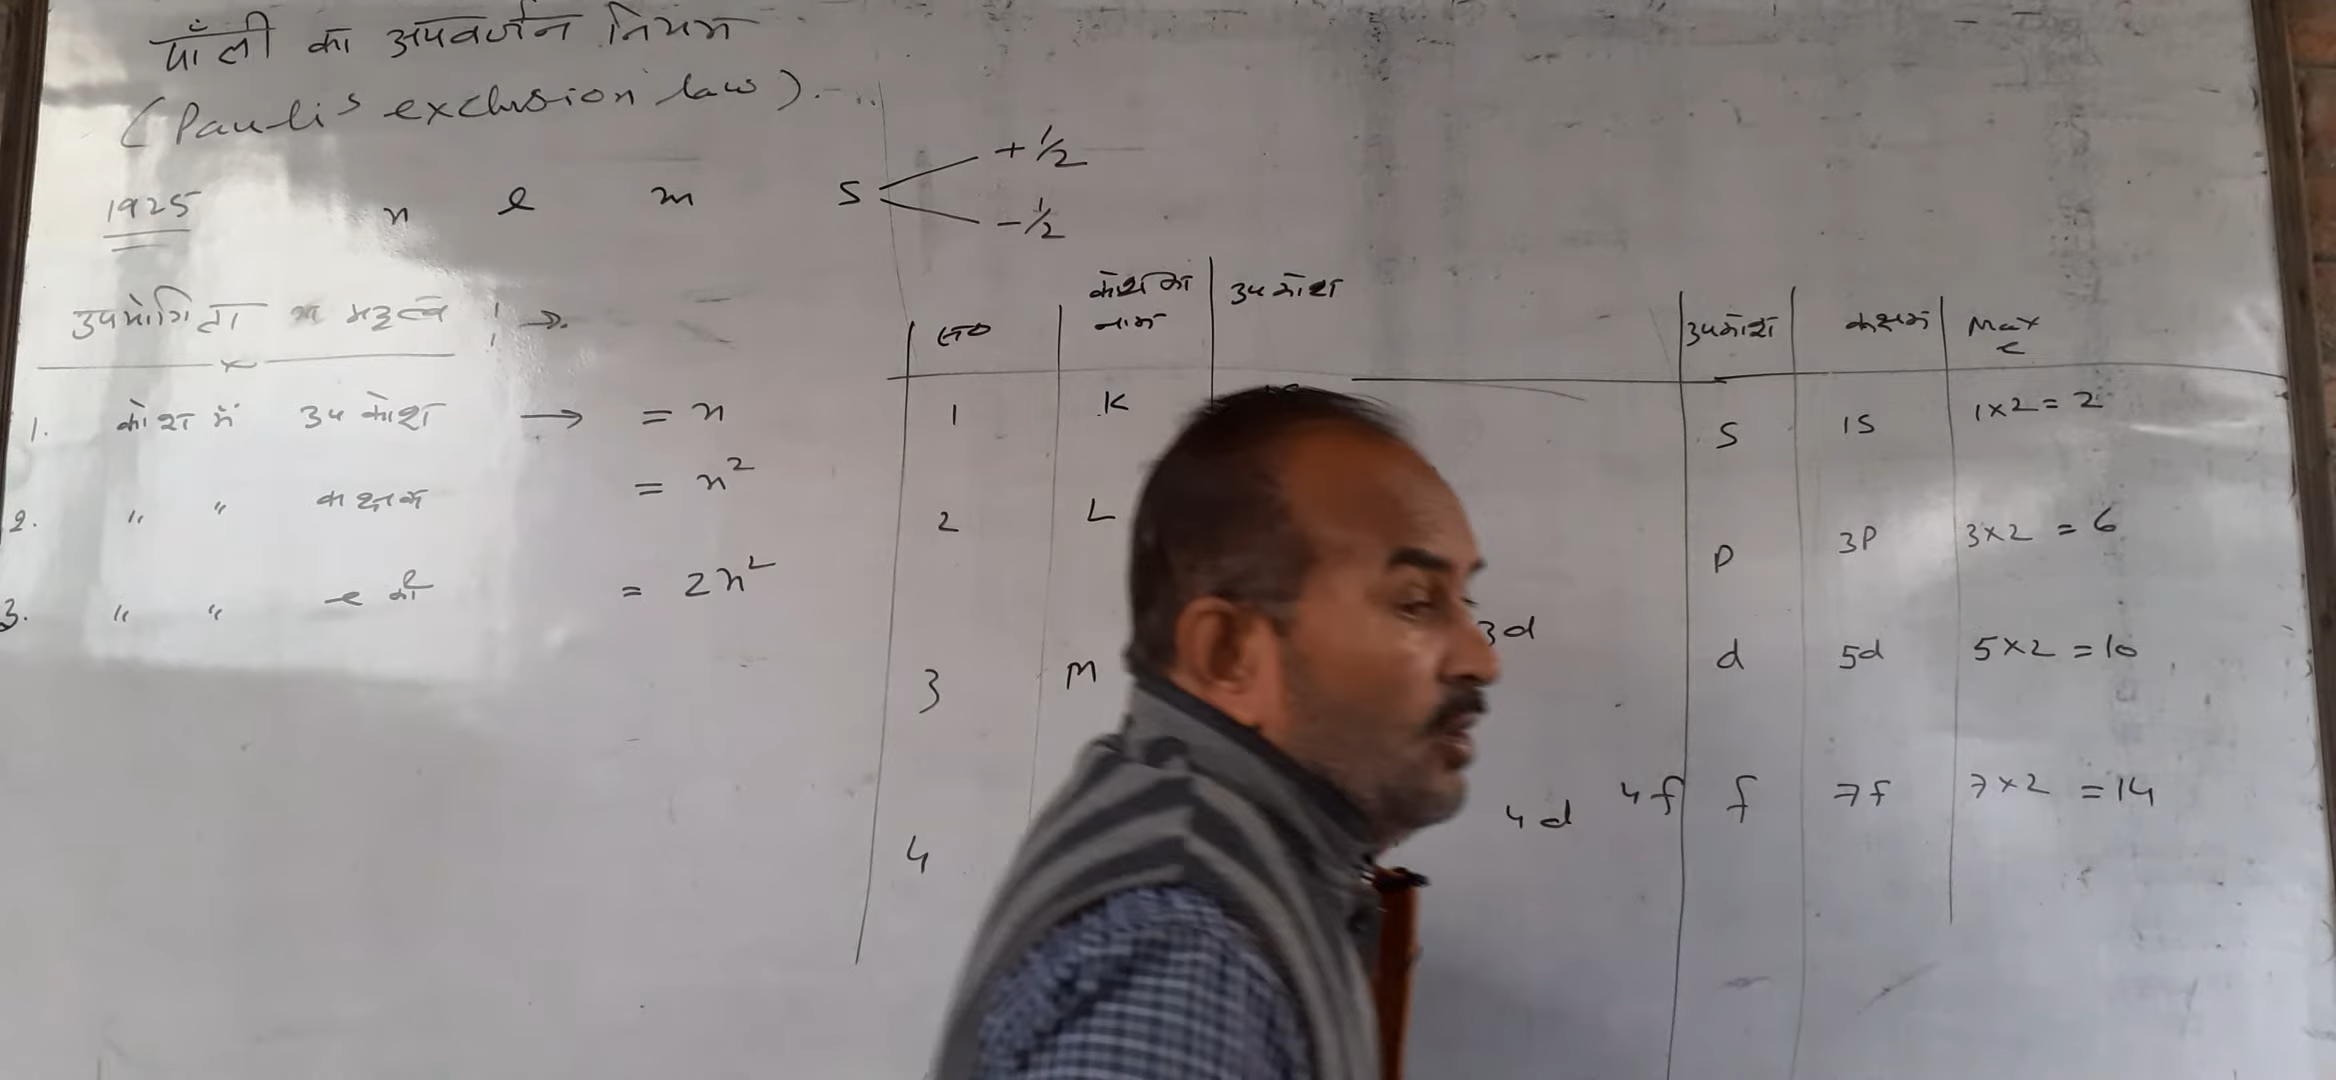 पाँली का अपवर्जन नियम
(Pauli's exclusion law).
1925 n l m s + 1/2
- 1/2
उपयोगिता महत्व : →
1. कोश में उपकोश → = n
2. " " कक्षक = n²
3. " " e की = 2n²
कोश का नाम उपकोश
1 K
2 L
3 M 3d
4 4d 4f
उपकोश कक्षक Max e
s 1s 1×2 = 2
p 3p 3×2 = 6
d 5d 5×2 = 10
f 7f 7×2 = 14